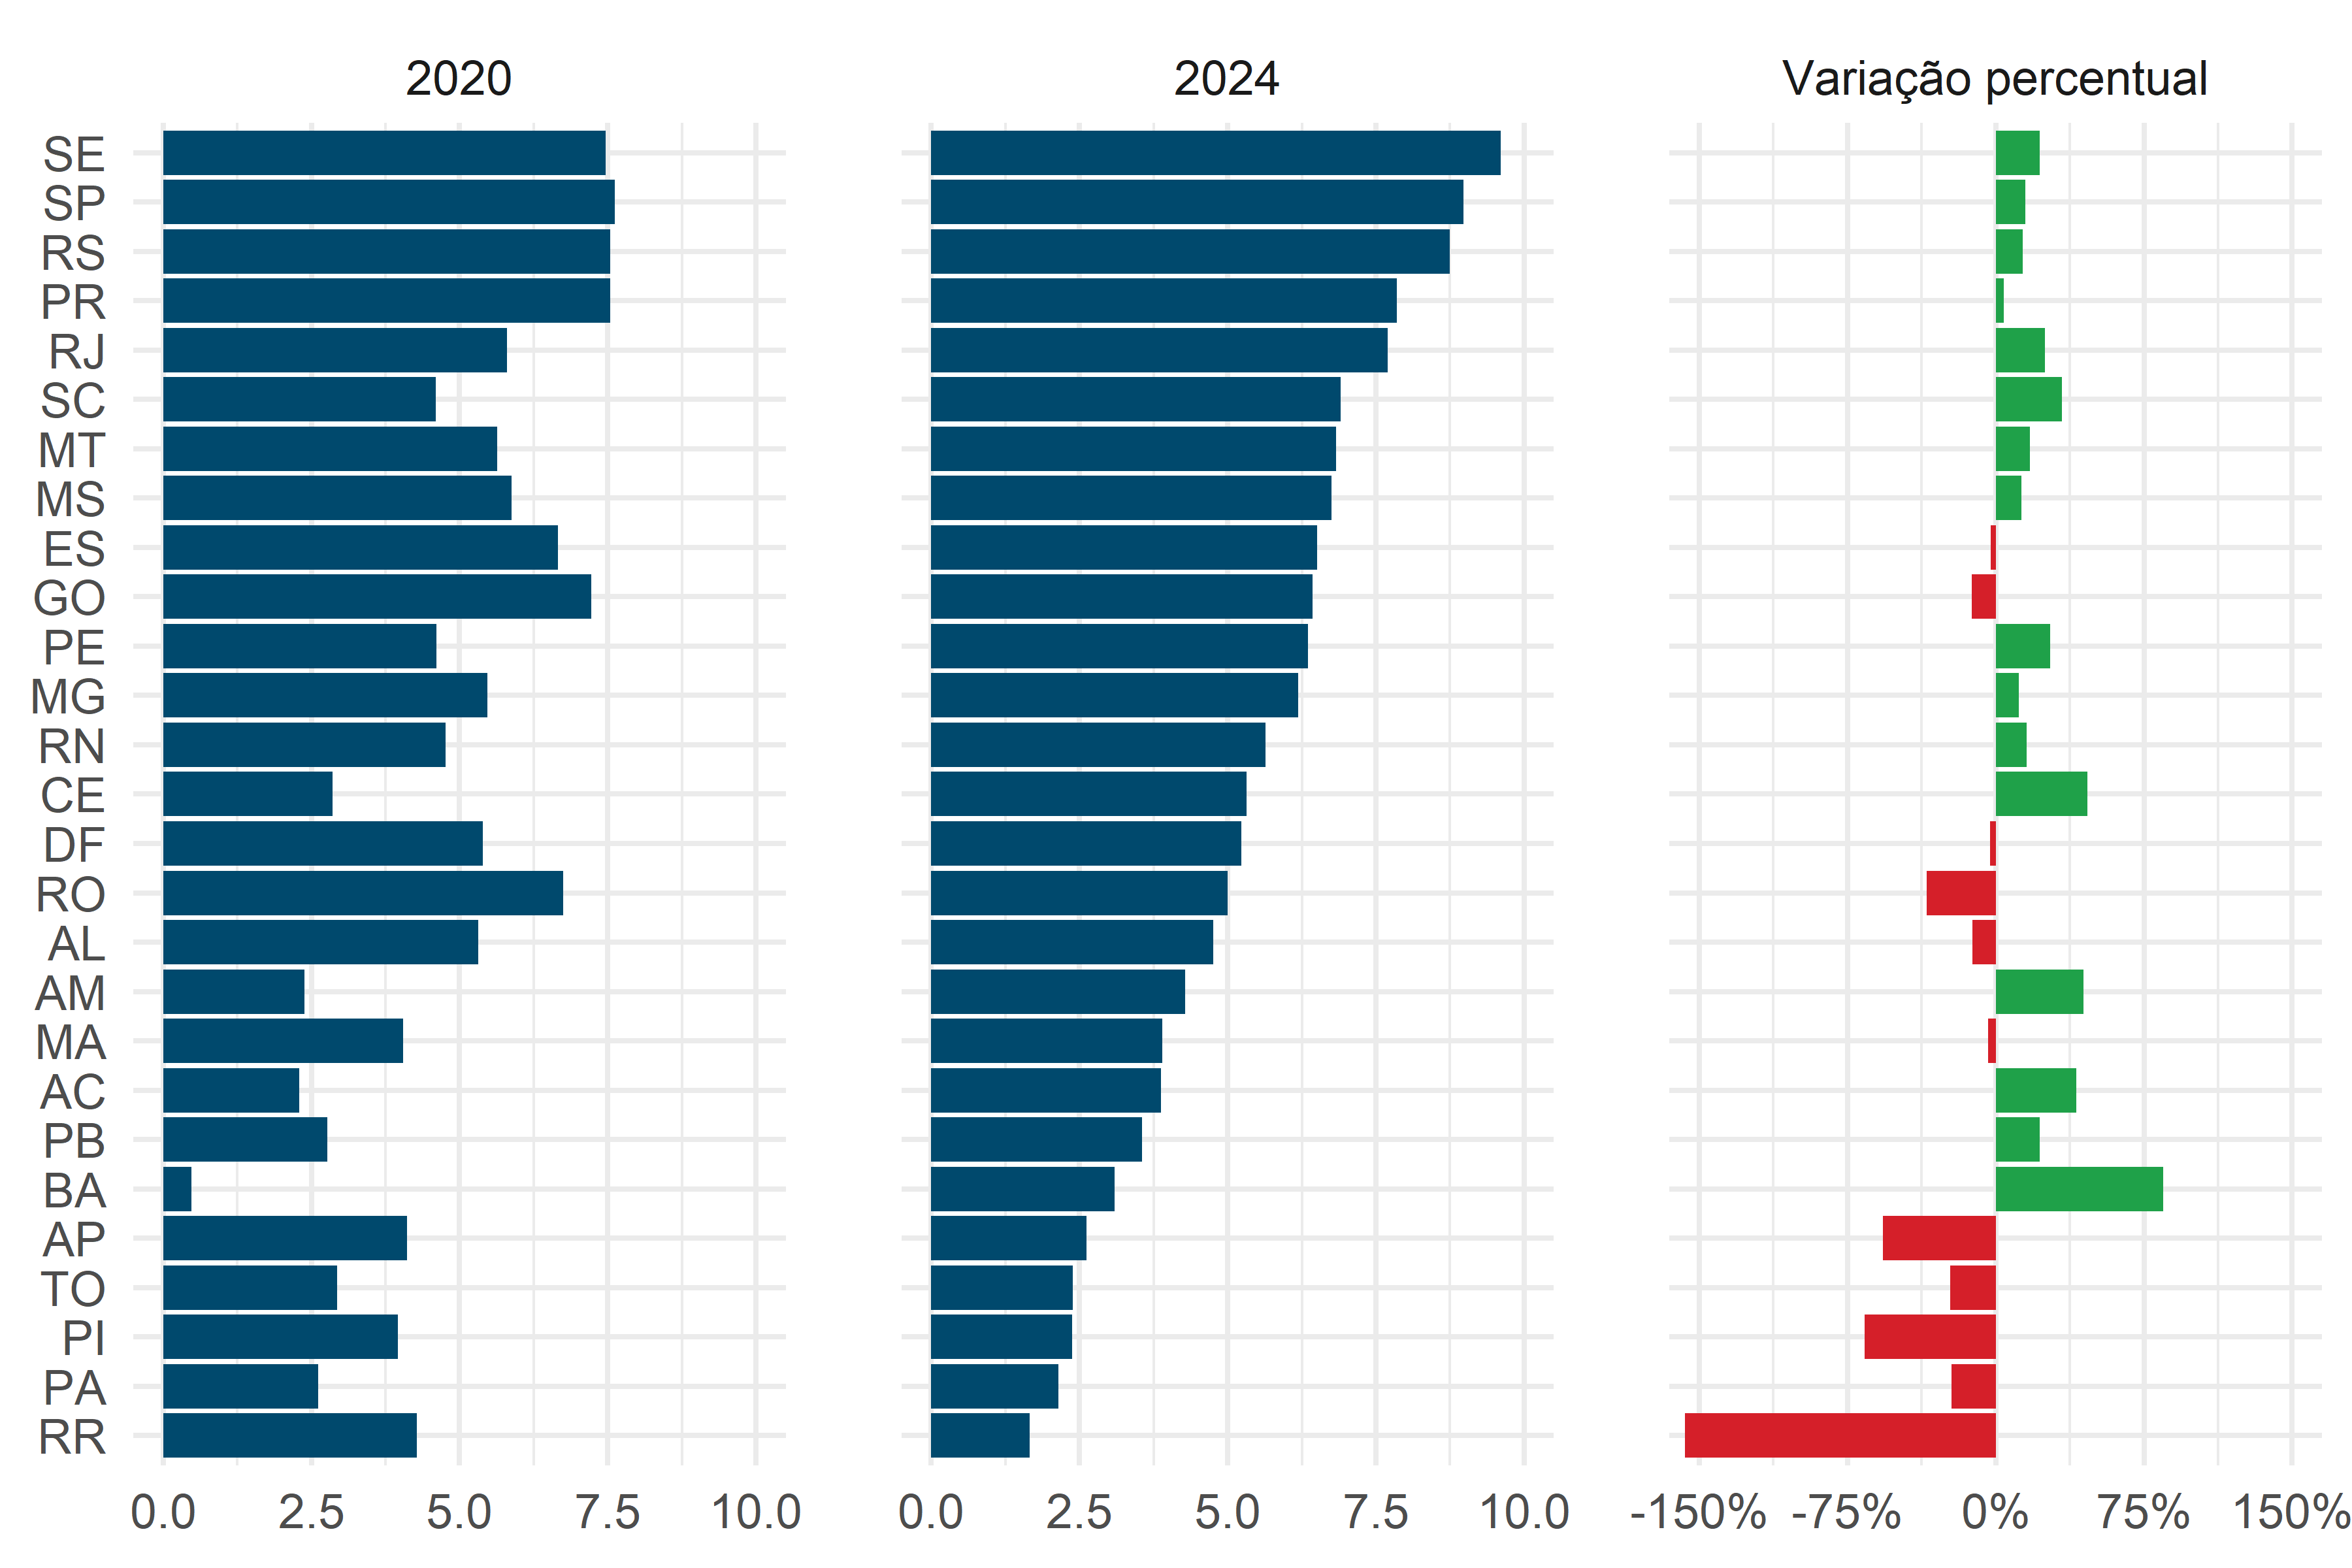 2020 2024 Variação percentual
SE
SP
RS
PR
RJ
SC
MT
MS
ES
GO
PE
MG
RN
CE
DF
RO
AL
AM
MA
AC
PB
BA
AP
TO
PI
PA
RR
0.0 2.5 5.0 7.5 10.0 0.0 2.5 5.0 7.5 10.0 -150% -75% 0% 75% 150%